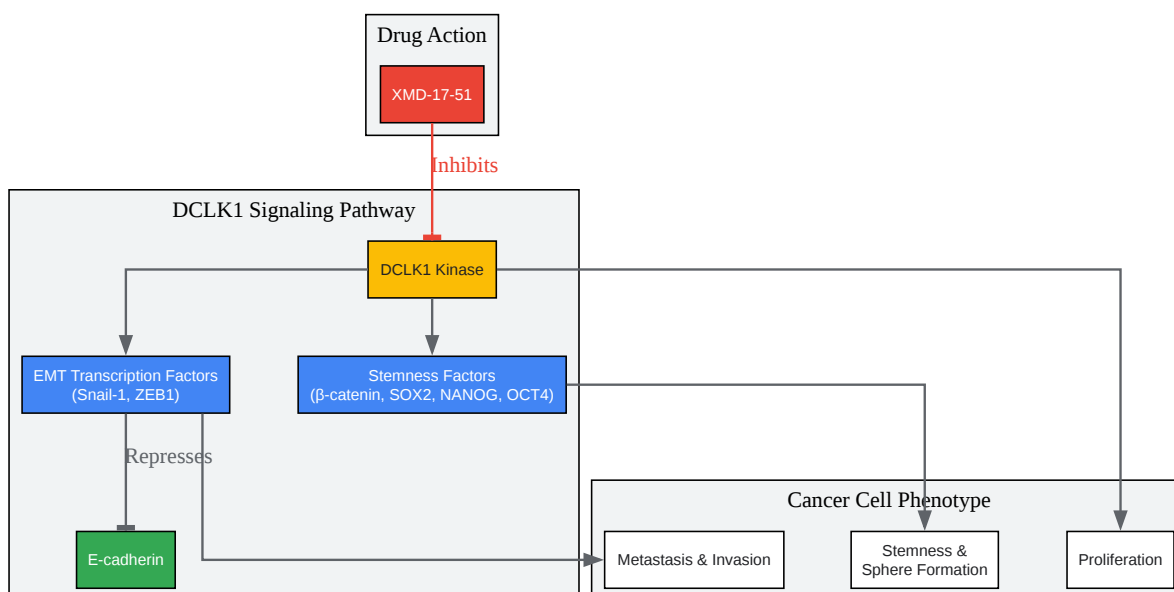 Drug Action
XMD-17-51
Inhibits
DCLK1 Signaling Pathway
DCLK1 Kinase
EMT Transcription Factors
(Snail-1, ZEB1)
Stemness Factors
(β-catenin, SOX2, NANOG, OCT4)
Represses
Cancer Cell Phenotype
E-cadherin
Metastasis & Invasion
Stemness &
Sphere Formation
Proliferation